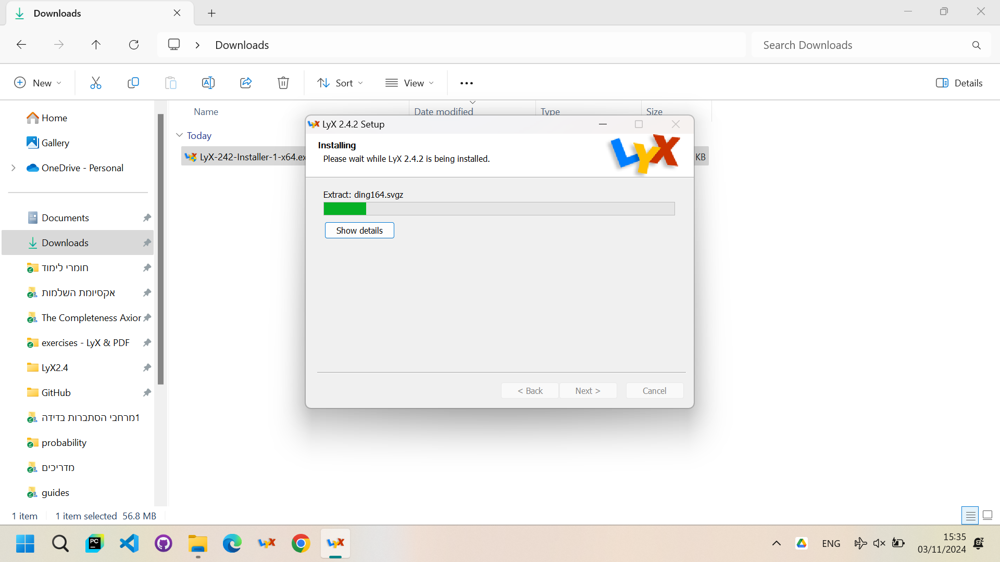 Downloads
Downloads
Search Downloads
New
Sort
View
Details
Name
Date modified
Type
Size
Home
Gallery
OneDrive - Personal
Documents
Downloads
חומרי לימוד
אקסיומת השלמות
The Completeness Axior
exercises - LyX & PDF
LyX2.4
GitHub
מרחבי הסתברות בדידה1
probability
מדריכים
guides
Today
LyX-242-Installer-1-x64.ex
KB
LyX 2.4.2 Setup
Installing
Please wait while LyX 2.4.2 is being installed.
LyX
Extract: ding164.svgz
Show details
< Back
Next >
Cancel
1 item
1 item selected 56.8 MB
PC
LyX
LyX
ENG
15:35
03/11/2024